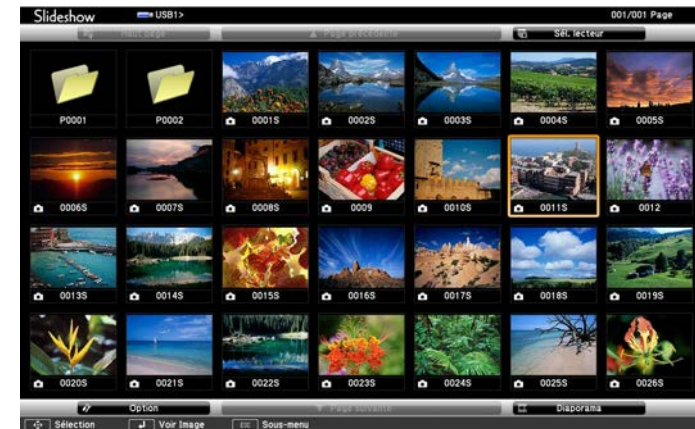 Slideshow USB1> 001/001 Page
Haut page Page précédente Sél. lecteur
P0001 P0002 0001S 0002S 0003S 0004S 0005S
0006S 0007S 0008S 0009 0010S 0011S 0012
0013S 0014S 0015S 0016S 0017S 0018S 0019S
0020S 0021S 0022S 0023S 0024S 0025S 0026S
Option Page suivante Diaporama
Sélection Voir Image Esc Sous-menu